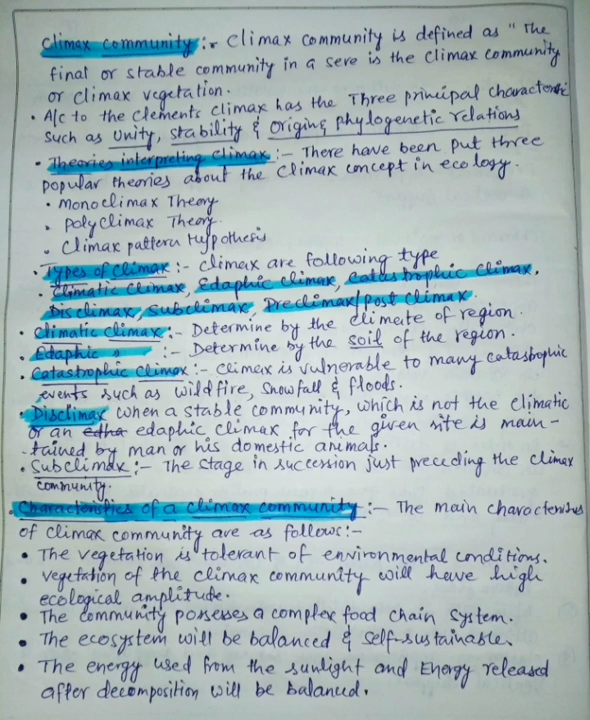 Climax community :- Climax community is defined as "The
final or stable community in a sere is the climax community
or climax vegetation.
• A/c to the Clements climax has the Three principal characteristic
such as Unity, Stability & Origins phylogenetic relations
• Theories interpreting climax :- There have been put three
popular theories about the climax concept in ecology.
• monoclimax Theory
• polyclimax Theory.
• Climax pattern Hypothesis
• Types of climax :- climax are following type
• Climatic Climax, Edaphic Climax, Catastrophic Climax,
Disclimax, Subclimax, Preclimax/Post Climax.
• Climatic climax :- Determine by the climate of region.
• Edaphic " :- Determine by the soil of the region.
• Catastrophic Climax :- climax is vulnerable to many catastrophic
events such as wildfire, Snowfall & floods.
• Disclimax when a stable community, which is not the climatic
or an edha edaphic climax for the given site is main-
-tained by man or his domestic animals.
• Subclimax :- The stage in succession just preceding the climax
community.
• Characteristics of a climax community :- The main characteristics
of climax community are as follows:-
• The vegetation is tolerant of environmental conditions.
• vegetation of the climax community will have high
ecological amplitude.
• The community possesses a complex food chain system.
• The ecosystem will be balanced & self-sustainable.
• The energy used from the sunlight and Energy released
after decomposition will be balanced.